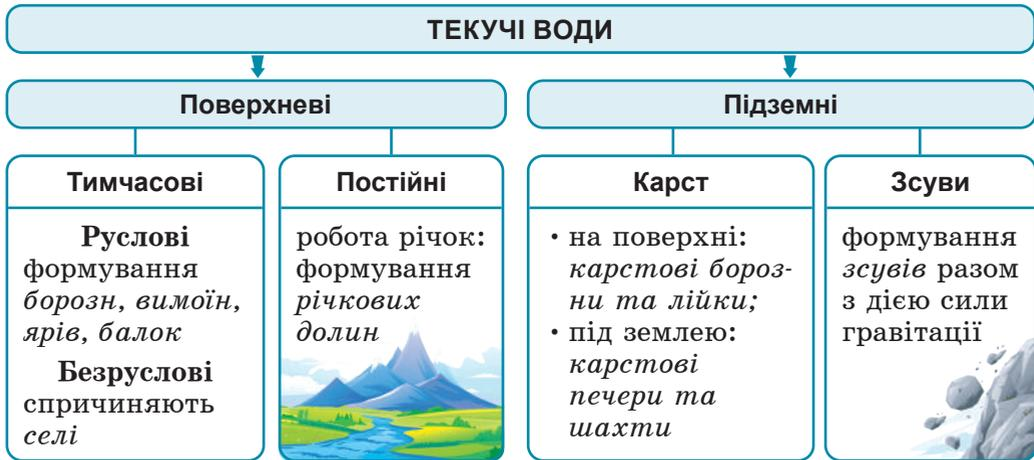 ТЕКУЧІ ВОДИ
Поверхневі
Підземні
Тимчасові
Руслові
формування
борозн, вимоїн,
ярів, балок
Безруслові
спричиняють
селі
Постійні
робота річок:
формування
річкових
долин
Карст
• на поверхні:
карстові бороз-
ни та лійки;
• під землею:
карстові
печери та
шахти
Зсуви
формування
зсувів разом
з дією сили
гравітації